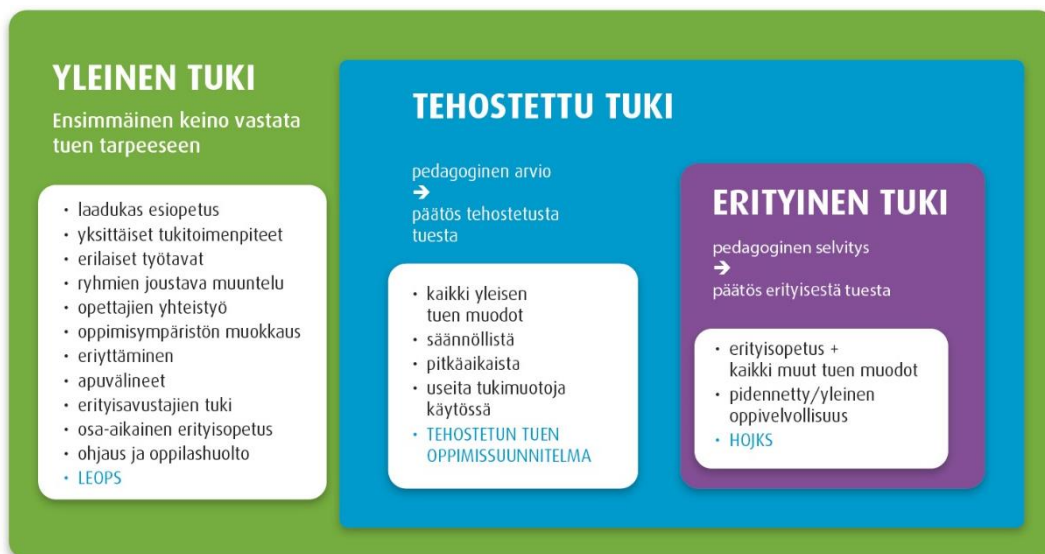 YLEINEN TUKI
Ensimmäinen keino vastata
tuen tarpeeseen
• laadukas esiopetus
• yksittäiset tukitoimenpiteet
• erilaiset työtavat
• ryhmien joustava muuntelu
• opettajien yhteistyö
• oppimisympäristön muokkaus
• eriyttäminen
• apuvälineet
• erityisavustajien tuki
• osa-aikainen erityisopetus
• ohjaus ja oppilashuolto
• LEOPS
TEHOSTETTU TUKI
pedagoginen arvio
➔
päätös tehostetusta
tuesta
• kaikki yleisen
tuen muodot
• säännöllistä
• pitkäaikaista
• useita tukimuotoja
käytössä
• TEHOSTETUN TUEN
OPPIMISSUUNNITELMA
ERITYINEN TUKI
pedagoginen selvitys
➔
päätös erityisestä tuesta
• erityisopetus +
kaikki muut tuen muodot
• pidennetty/yleinen
oppivelvollisuus
• HOJKS